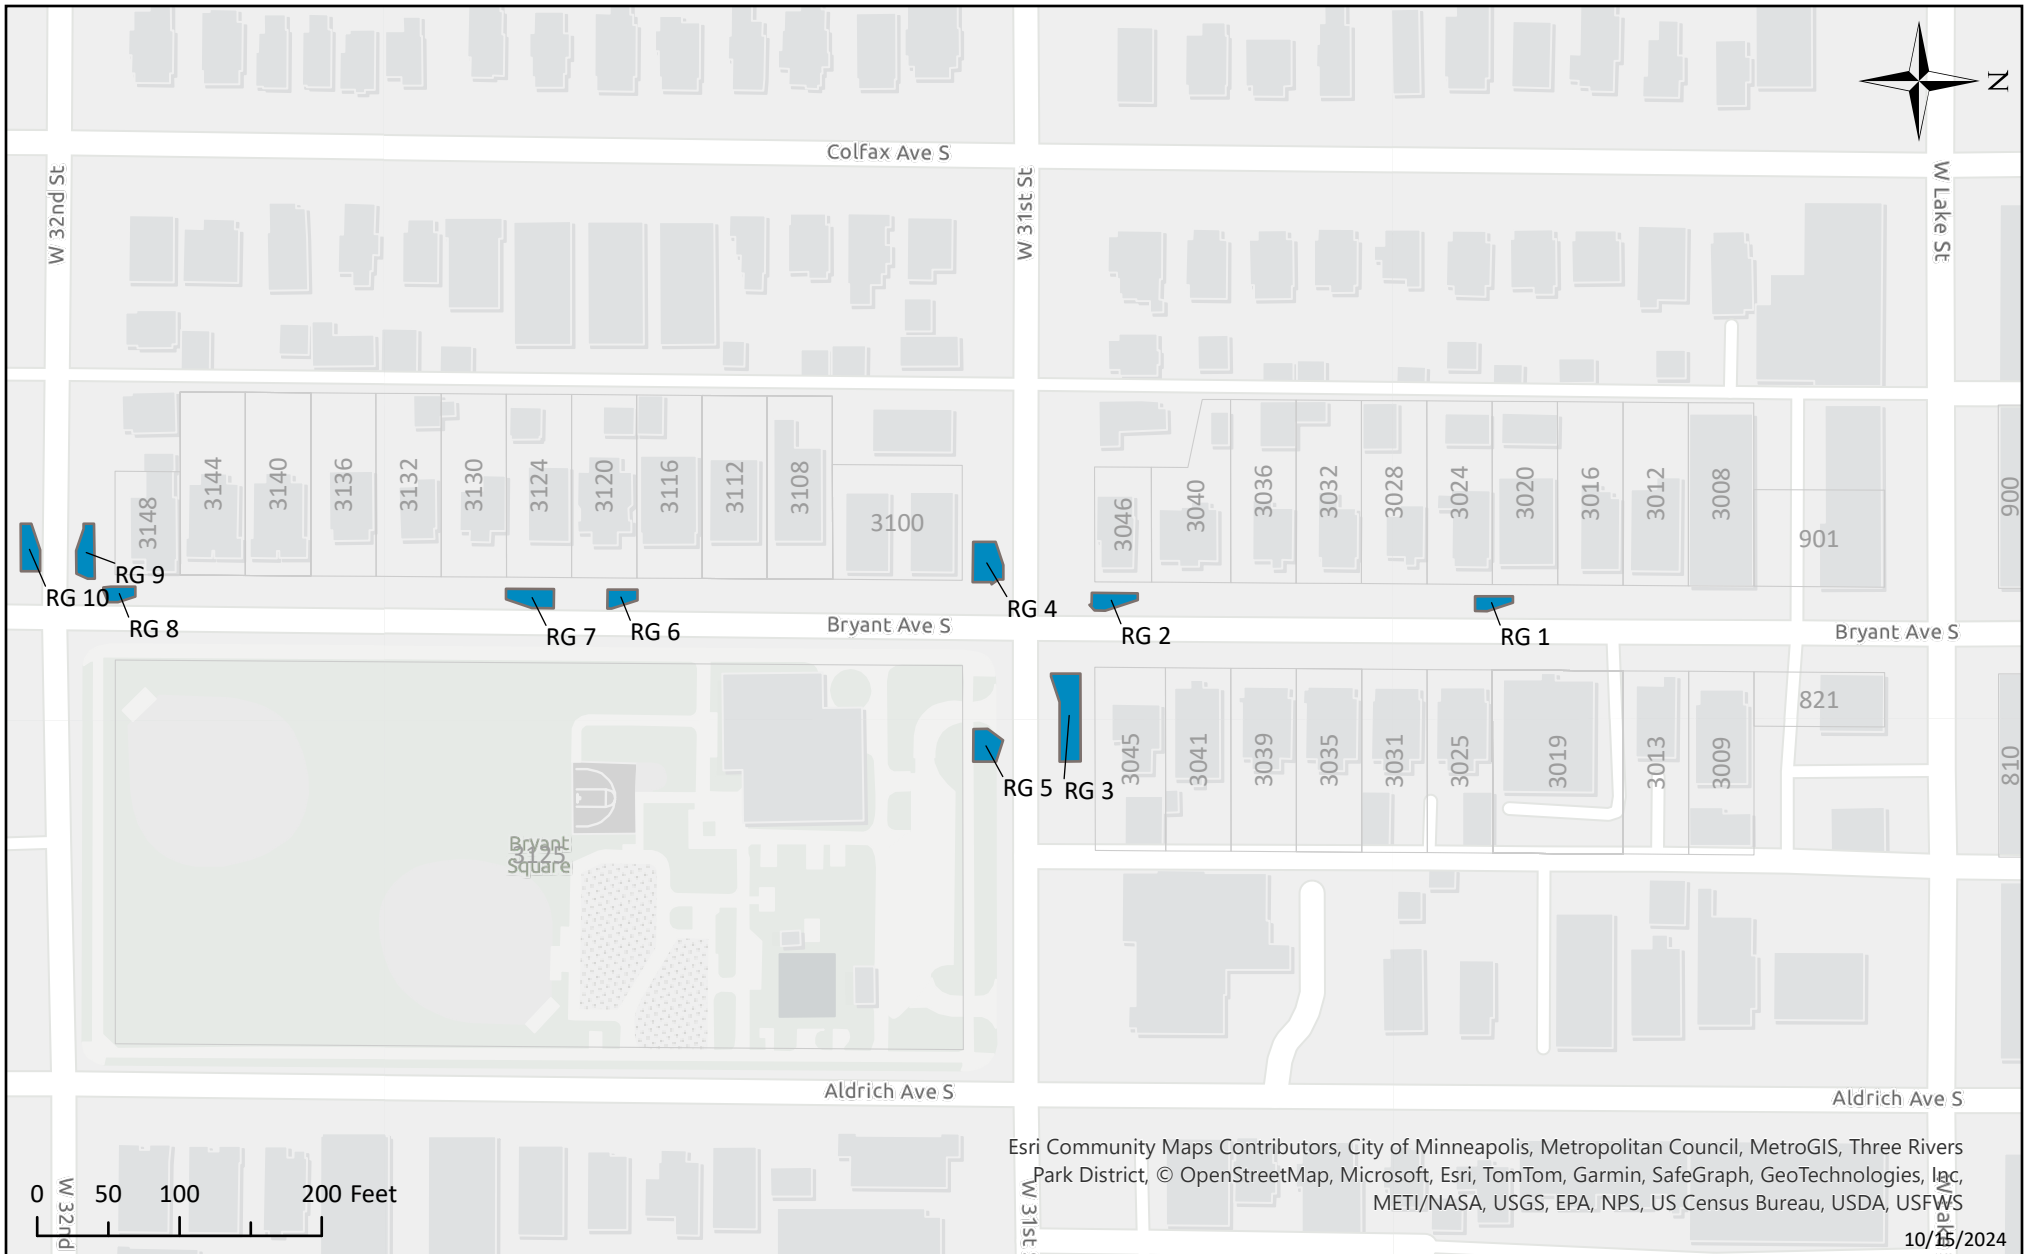 N
Colfax Ave S
W 32nd St
W 31st St
W Lake St
3148
3144
3140
3136
3132
3130
3124
3120
3116
3112
3108
3100
3046
3040
3036
3032
3028
3024
3020
3016
3012
3008
901
900
RG 9
RG 10
RG 8
RG 7
RG 6
RG 4
RG 2
RG 1
Bryant Ave S
Bryant Ave S
RG 5
RG 3
3045
3041
3039
3035
3031
3025
3019
3013
3009
821
810
Bryant
3125
Square
Aldrich Ave S
Aldrich Ave S
Esri Community Maps Contributors, City of Minneapolis, Metropolitan Council, MetroGIS, Three Rivers
Park District, © OpenStreetMap, Microsoft, Esri, TomTom, Garmin, SafeGraph, GeoTechnologies, Inc,
METI/NASA, USGS, EPA, NPS, US Census Bureau, USDA, USFWS
0 50 100 200 Feet
W 32nd
W 31st
10/15/2024